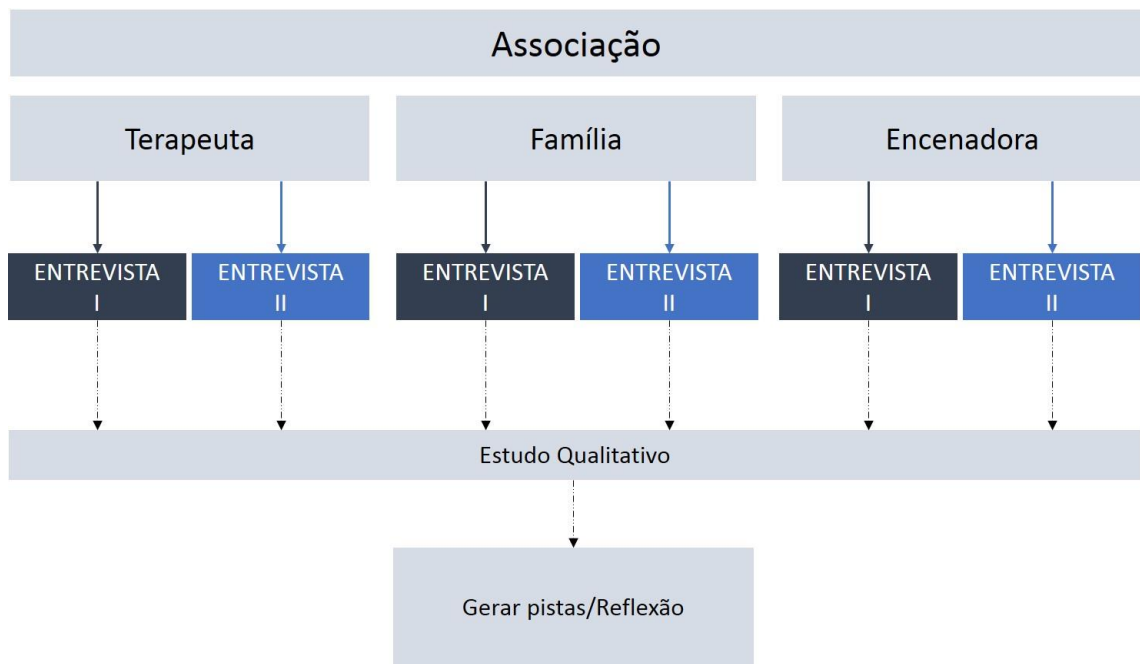 Associação
Terapeuta
Família
Encenadora
ENTREVISTA
I
ENTREVISTA
II
ENTREVISTA
I
ENTREVISTA
II
ENTREVISTA
I
ENTREVISTA
II
Estudo Qualitativo
Gerar pistas/Reflexão